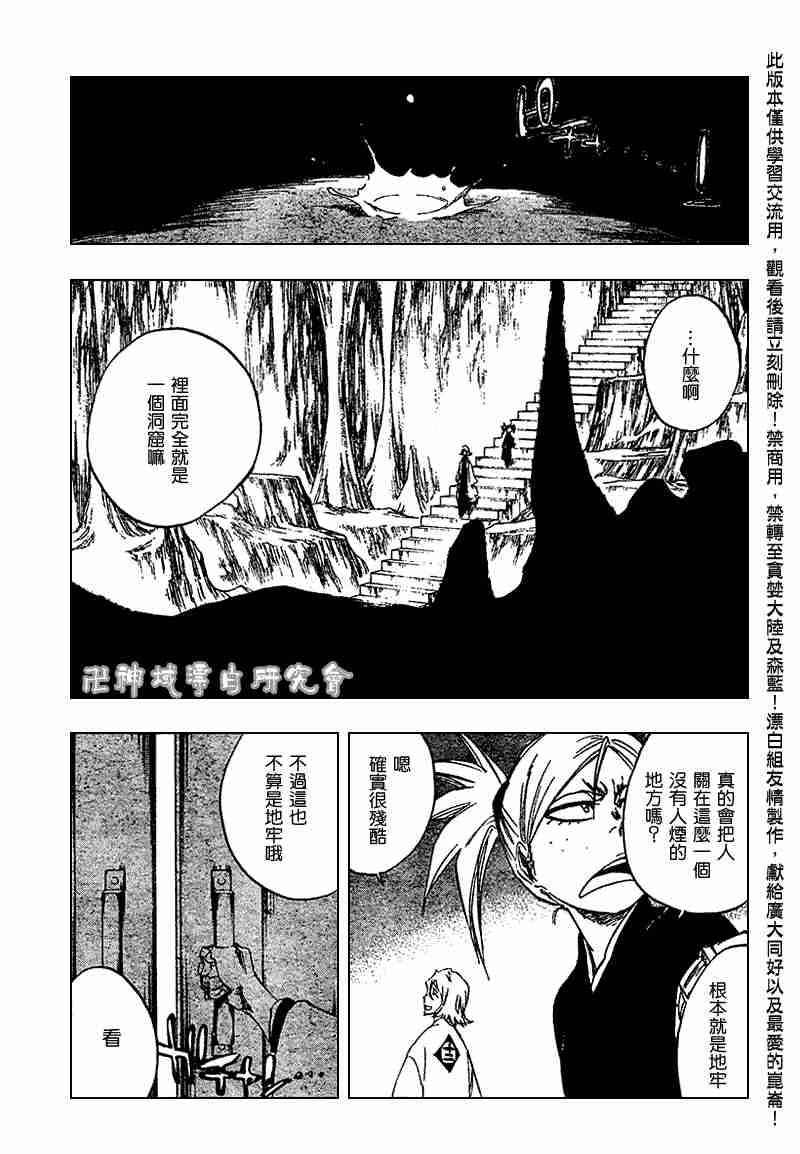 …什麼啊
裡面完全就是
一個洞窟嘛
卍神域漂白研究會
真的會把人
關在這麼一個
沒有人煙的
地方嗎？
根本就是地牢
嗯
確實很殘酷
不過這也
不算是地牢哦
看
此版本僅供學習交流用，觀看後請立刻刪除！禁商用，禁轉至貪婪大陸及森藍！漂白組友情製作，獻給廣大同好以及最愛的崑崙！